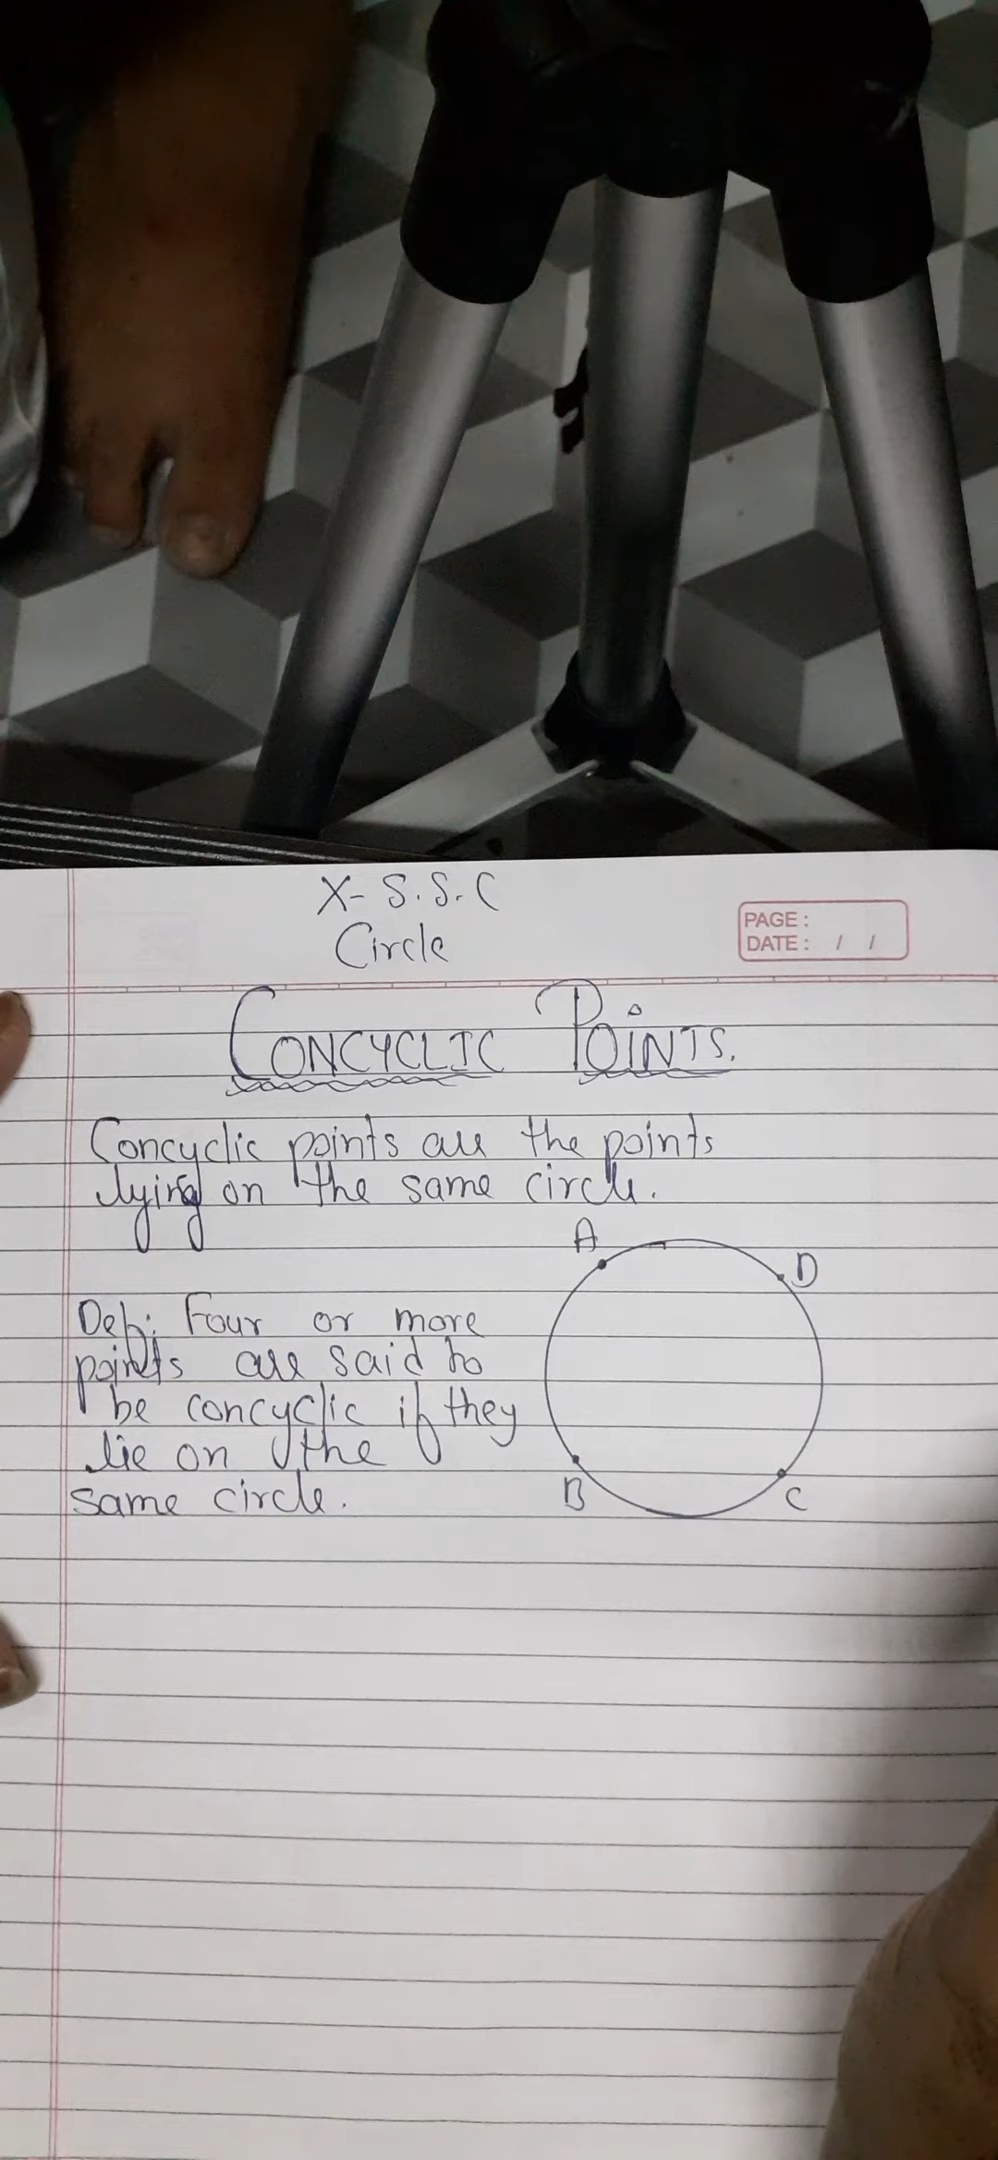 X- S.S.C
Circle
PAGE :
DATE : / /
CONCYCLIC POINTS.
Concyclic points are the points
lying on the same circle.
A
D
Def: Four or more
points are said to
be concyclic if they
lie on the
same circle.
B
C